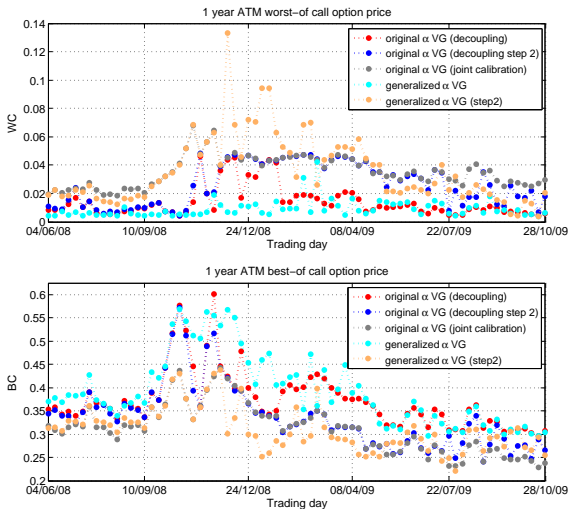 1 year ATM worst−of call option price
0.14
0.12
0.1
0.08
0.06
0.04
0.02
0
WC
original α VG (decoupling)
original α VG (decoupling step 2)
original α VG (joint calibration)
generalized α VG
generalized α VG (step2)
04/06/08 10/09/08 24/12/08 08/04/09 22/07/09 28/10/09
Trading day
1 year ATM best−of call option price
0.6
0.55
0.5
0.45
0.4
0.35
0.3
0.25
0.2
BC
original α VG (decoupling)
original α VG (decoupling step 2)
original α VG (joint calibration)
generalized α VG
generalized α VG (step2)
04/06/08 10/09/08 24/12/08 08/04/09 22/07/09 28/10/09
Trading day